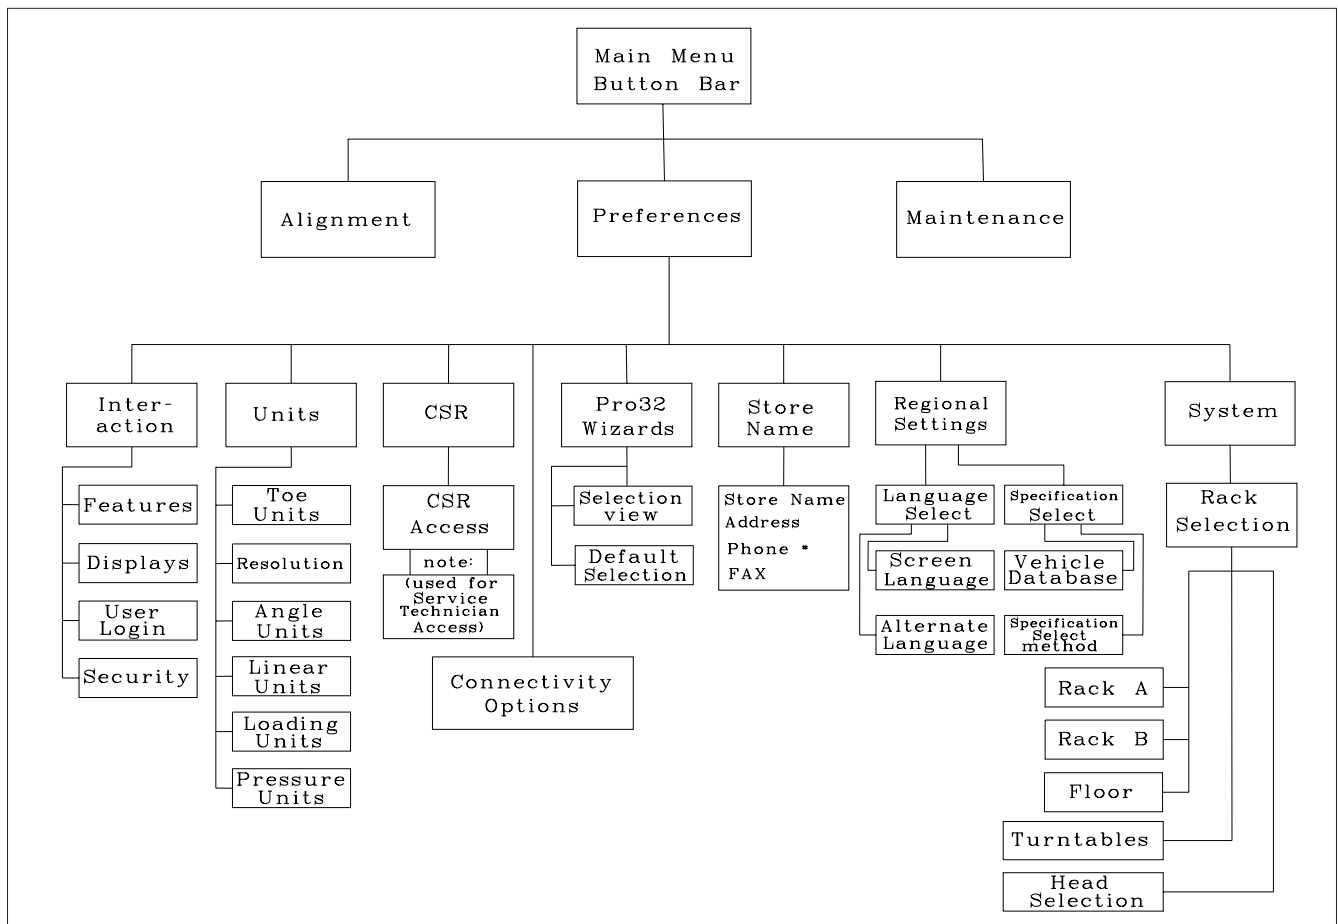 Main Menu
Button Bar
Alignment
Preferences
Maintenance
Inter-
action
Features
Displays
User
Login
Security
Units
Toe
Units
Resolution
Angle
Units
Linear
Units
Loading
Units
Pressure
Units
CSR
CSR
Access
note:
(used for
Service
Technician
Access)
Connectivity
Options
Pro32
Wizards
Selection
view
Default
Selection
Store
Name
Store Name
Address
Phone *
FAX
Regional
Settings
Language
Select
Screen
Language
Alternate
Language
Specification
Select
Vehicle
Database
Specification
Select
method
System
Rack
Selection
Rack A
Rack B
Floor
Turntables
Head
Selection